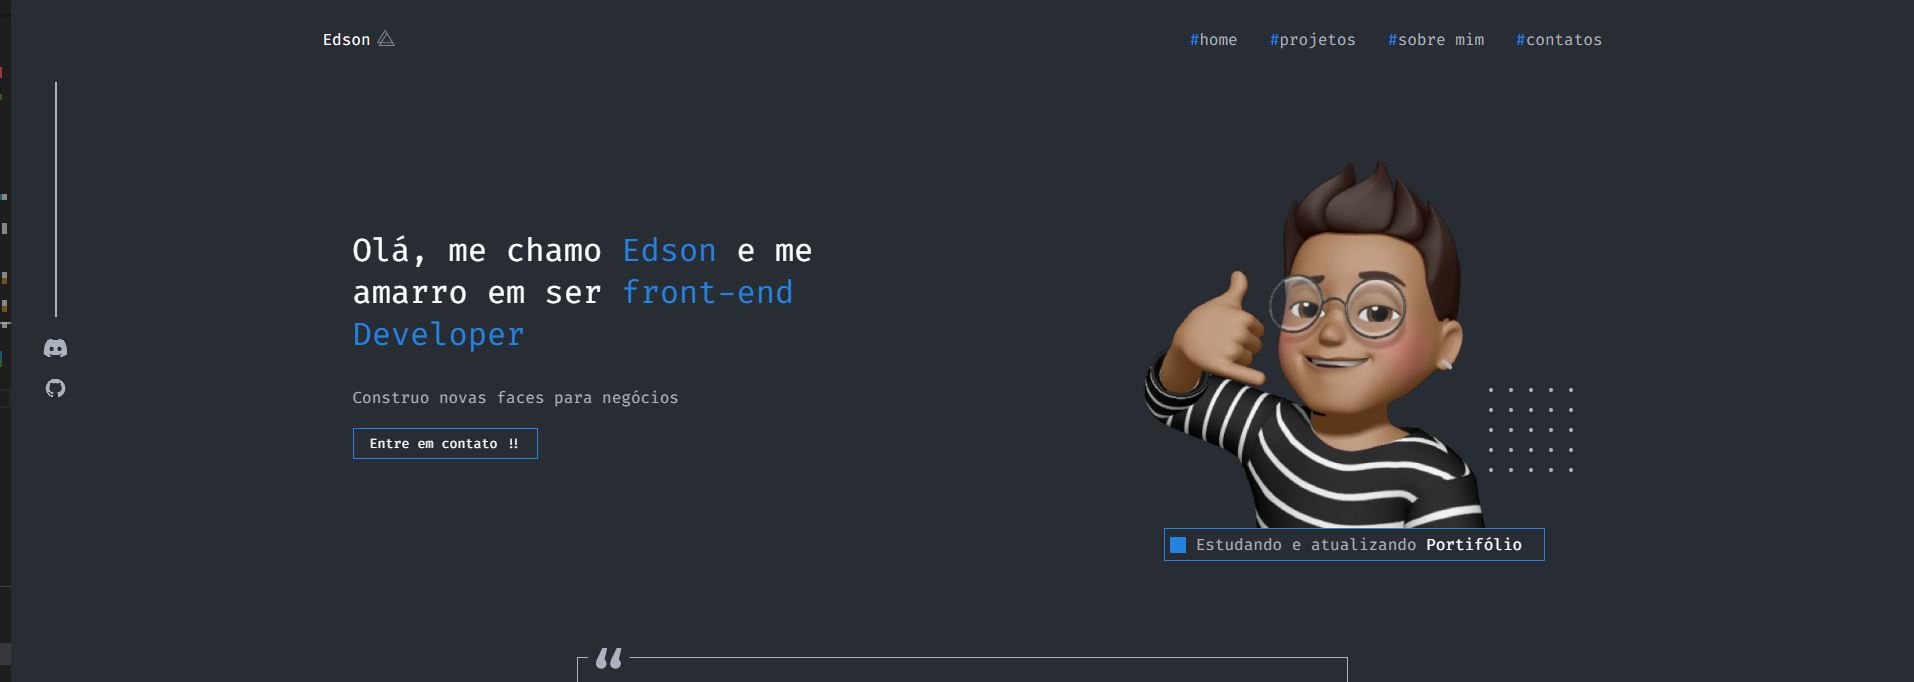 Edson
#home #projetos #sobre mim #contatos
Olá, me chamo Edson e me
amarro em ser front-end
Developer
Construo novas faces para negócios
Entre em contato !!
Estudando e atualizando Portifólio
“